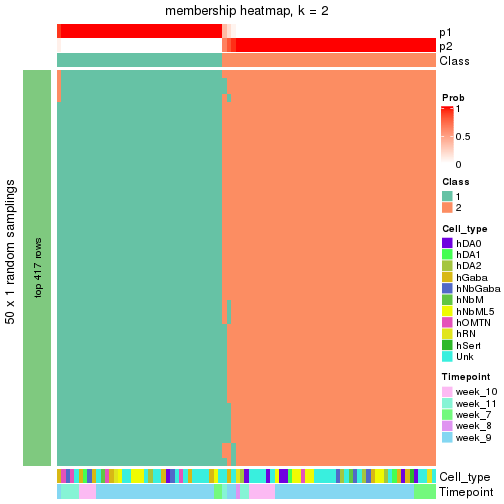 membership heatmap, k = 2
p1
p2
Class
50 x 1 random samplings
top 417 rows
Prob
1
0.5
0
Class
1
2
Cell_type
hDA0
hDA1
hDA2
hGaba
hNbGaba
hNbM
hNbML5
hOMTN
hRN
hSert
Unk
Timepoint
week_10
week_11
week_7
week_8
week_9
Cell_type
Timepoint